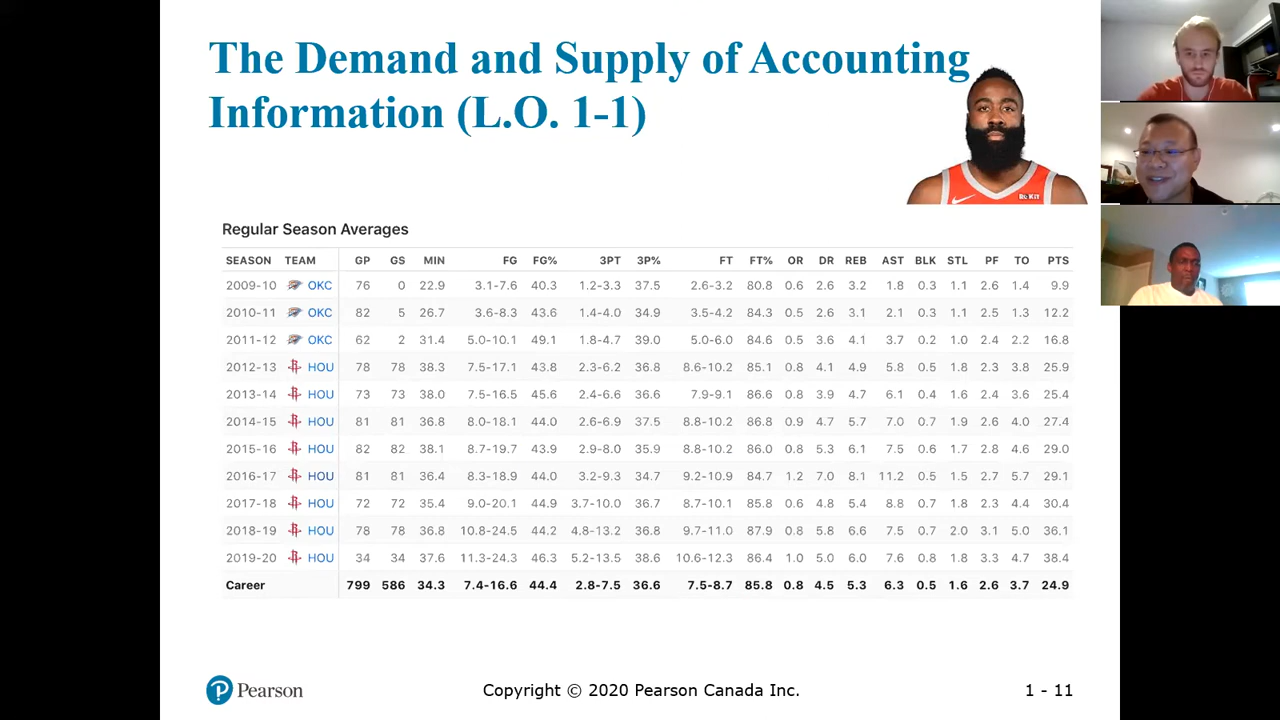 The Demand and Supply of Accounting
Information (L.O. 1-1)
ROKIT
Regular Season Averages
SEASON TEAM GP GS MIN FG FG% 3PT 3P% FT FT% OR DR REB AST BLK STL PF TO PTS
2009-10 OKC 76 0 22.9 3.1-7.6 40.3 1.2-3.3 37.5 2.6-3.2 80.8 0.6 2.6 3.2 1.8 0.3 1.1 2.6 1.4 9.9
2010-11 OKC 82 5 26.7 3.6-8.3 43.6 1.4-4.0 34.9 3.5-4.2 84.3 0.5 2.6 3.1 2.1 0.3 1.1 2.5 1.3 12.2
2011-12 OKC 62 2 31.4 5.0-10.1 49.1 1.8-4.7 39.0 5.0-6.0 84.6 0.5 3.6 4.1 3.7 0.2 1.0 2.4 2.2 16.8
2012-13 HOU 78 78 38.3 7.5-17.1 43.8 2.3-6.2 36.8 8.6-10.2 85.1 0.8 4.1 4.9 5.8 0.5 1.8 2.3 3.8 25.9
2013-14 HOU 73 73 38.0 7.5-16.5 45.6 2.4-6.6 36.6 7.9-9.1 86.6 0.8 3.9 4.7 6.1 0.4 1.6 2.4 3.6 25.4
2014-15 HOU 81 81 36.8 8.0-18.1 44.0 2.6-6.9 37.5 8.8-10.2 86.8 0.9 4.7 5.7 7.0 0.7 1.9 2.6 4.0 27.4
2015-16 HOU 82 82 38.1 8.7-19.7 43.9 2.9-8.0 35.9 8.8-10.2 86.0 0.8 5.3 6.1 7.5 0.6 1.7 2.8 4.6 29.0
2016-17 HOU 81 81 36.4 8.3-18.9 44.0 3.2-9.3 34.7 9.2-10.9 84.7 1.2 7.0 8.1 11.2 0.5 1.5 2.7 5.7 29.1
2017-18 HOU 72 72 35.4 9.0-20.1 44.9 3.7-10.0 36.7 8.7-10.1 85.8 0.6 4.8 5.4 8.8 0.7 1.8 2.3 4.4 30.4
2018-19 HOU 78 78 36.8 10.8-24.5 44.2 4.8-13.2 36.8 9.7-11.0 87.9 0.8 5.8 6.6 7.5 0.7 2.0 3.1 5.0 36.1
2019-20 HOU 34 34 37.6 11.3-24.3 46.3 5.2-13.5 38.6 10.6-12.3 86.4 1.0 5.0 6.0 7.6 0.8 1.8 3.3 4.7 38.4
Career 799 586 34.3 7.4-16.6 44.4 2.8-7.5 36.6 7.5-8.7 85.8 0.8 4.5 5.3 6.3 0.5 1.6 2.6 3.7 24.9
Pearson
Copyright © 2020 Pearson Canada Inc.
1 - 11